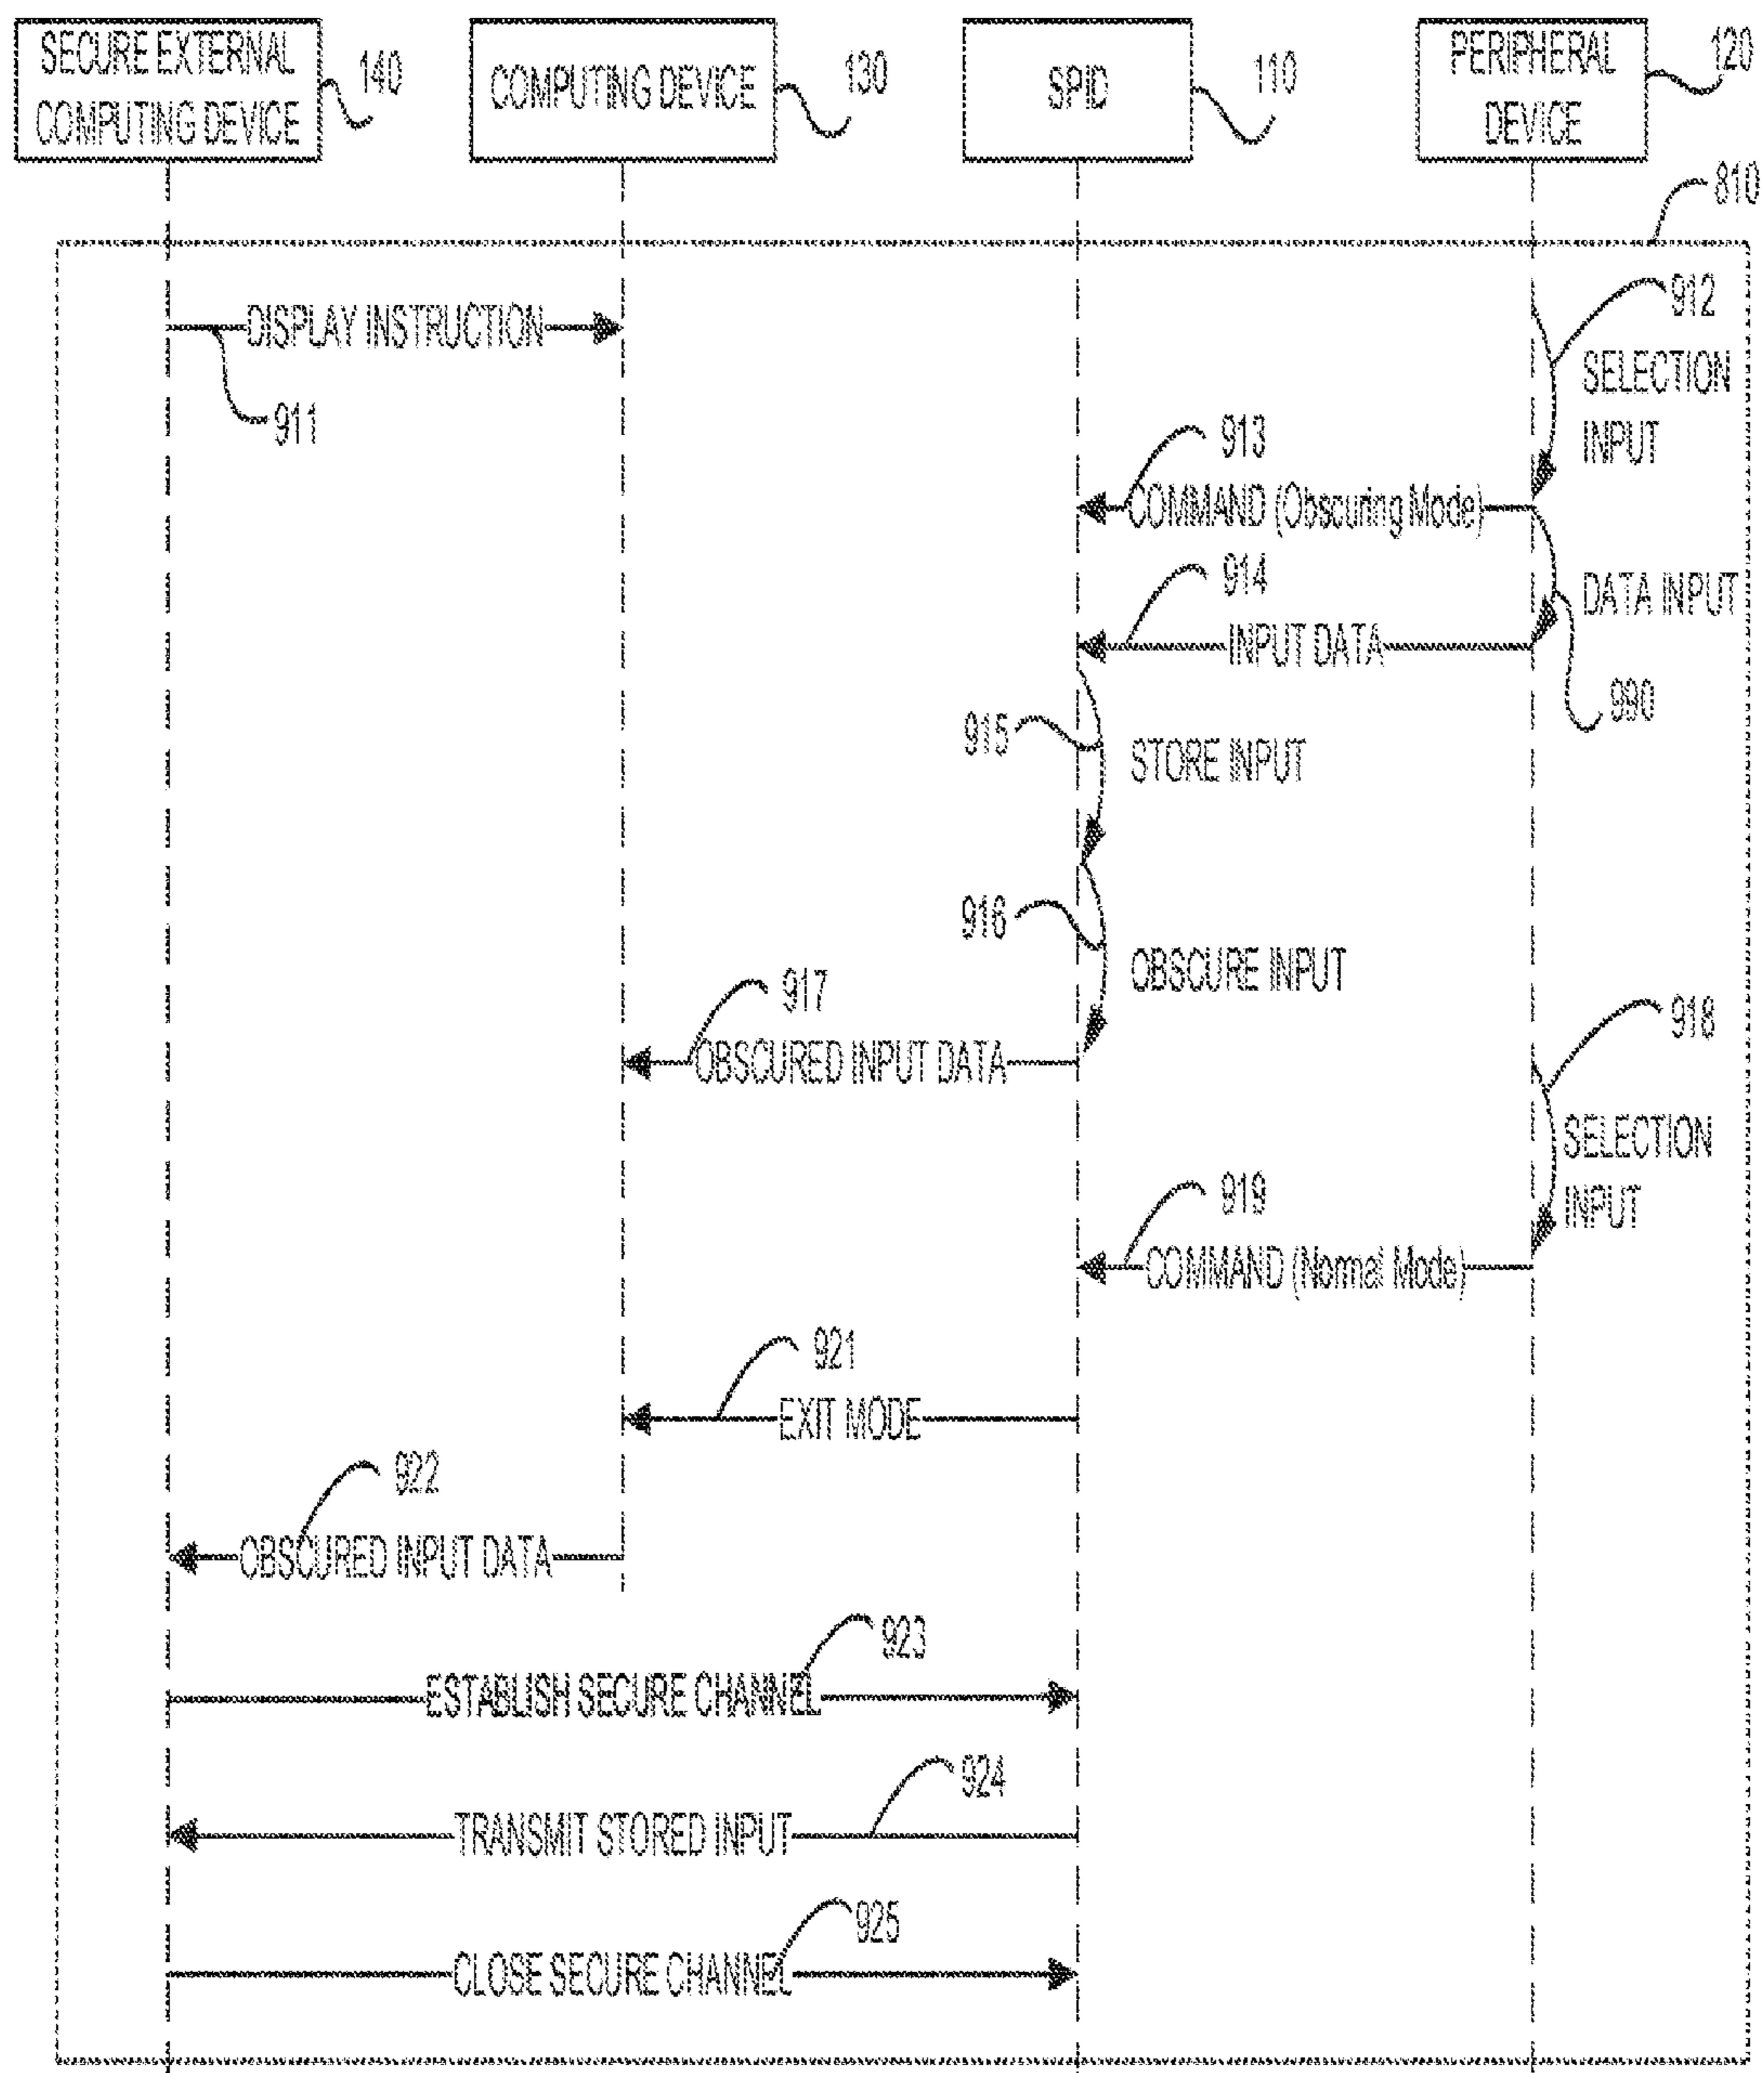 SECURE EXTERNAL
COMPUTING DEVICE
140
COMPUTING DEVICE
130
SPID
110
PERIPHERAL
DEVICE
120
810
DISPLAY INSTRUCTION
911
912
SELECTION
INPUT
913
COMMAND (Obscuring Mode)
914
INPUT DATA
DATA INPUT
990
915
STORE INPUT
916
OBSCURE INPUT
917
OBSCURED INPUT DATA
918
SELECTION
INPUT
919
COMMAND (Normal Mode)
921
EXIT MODE
922
OBSCURED INPUT DATA
923
ESTABLISH SECURE CHANNEL
924
TRANSMIT STORED INPUT
925
CLOSE SECURE CHANNEL